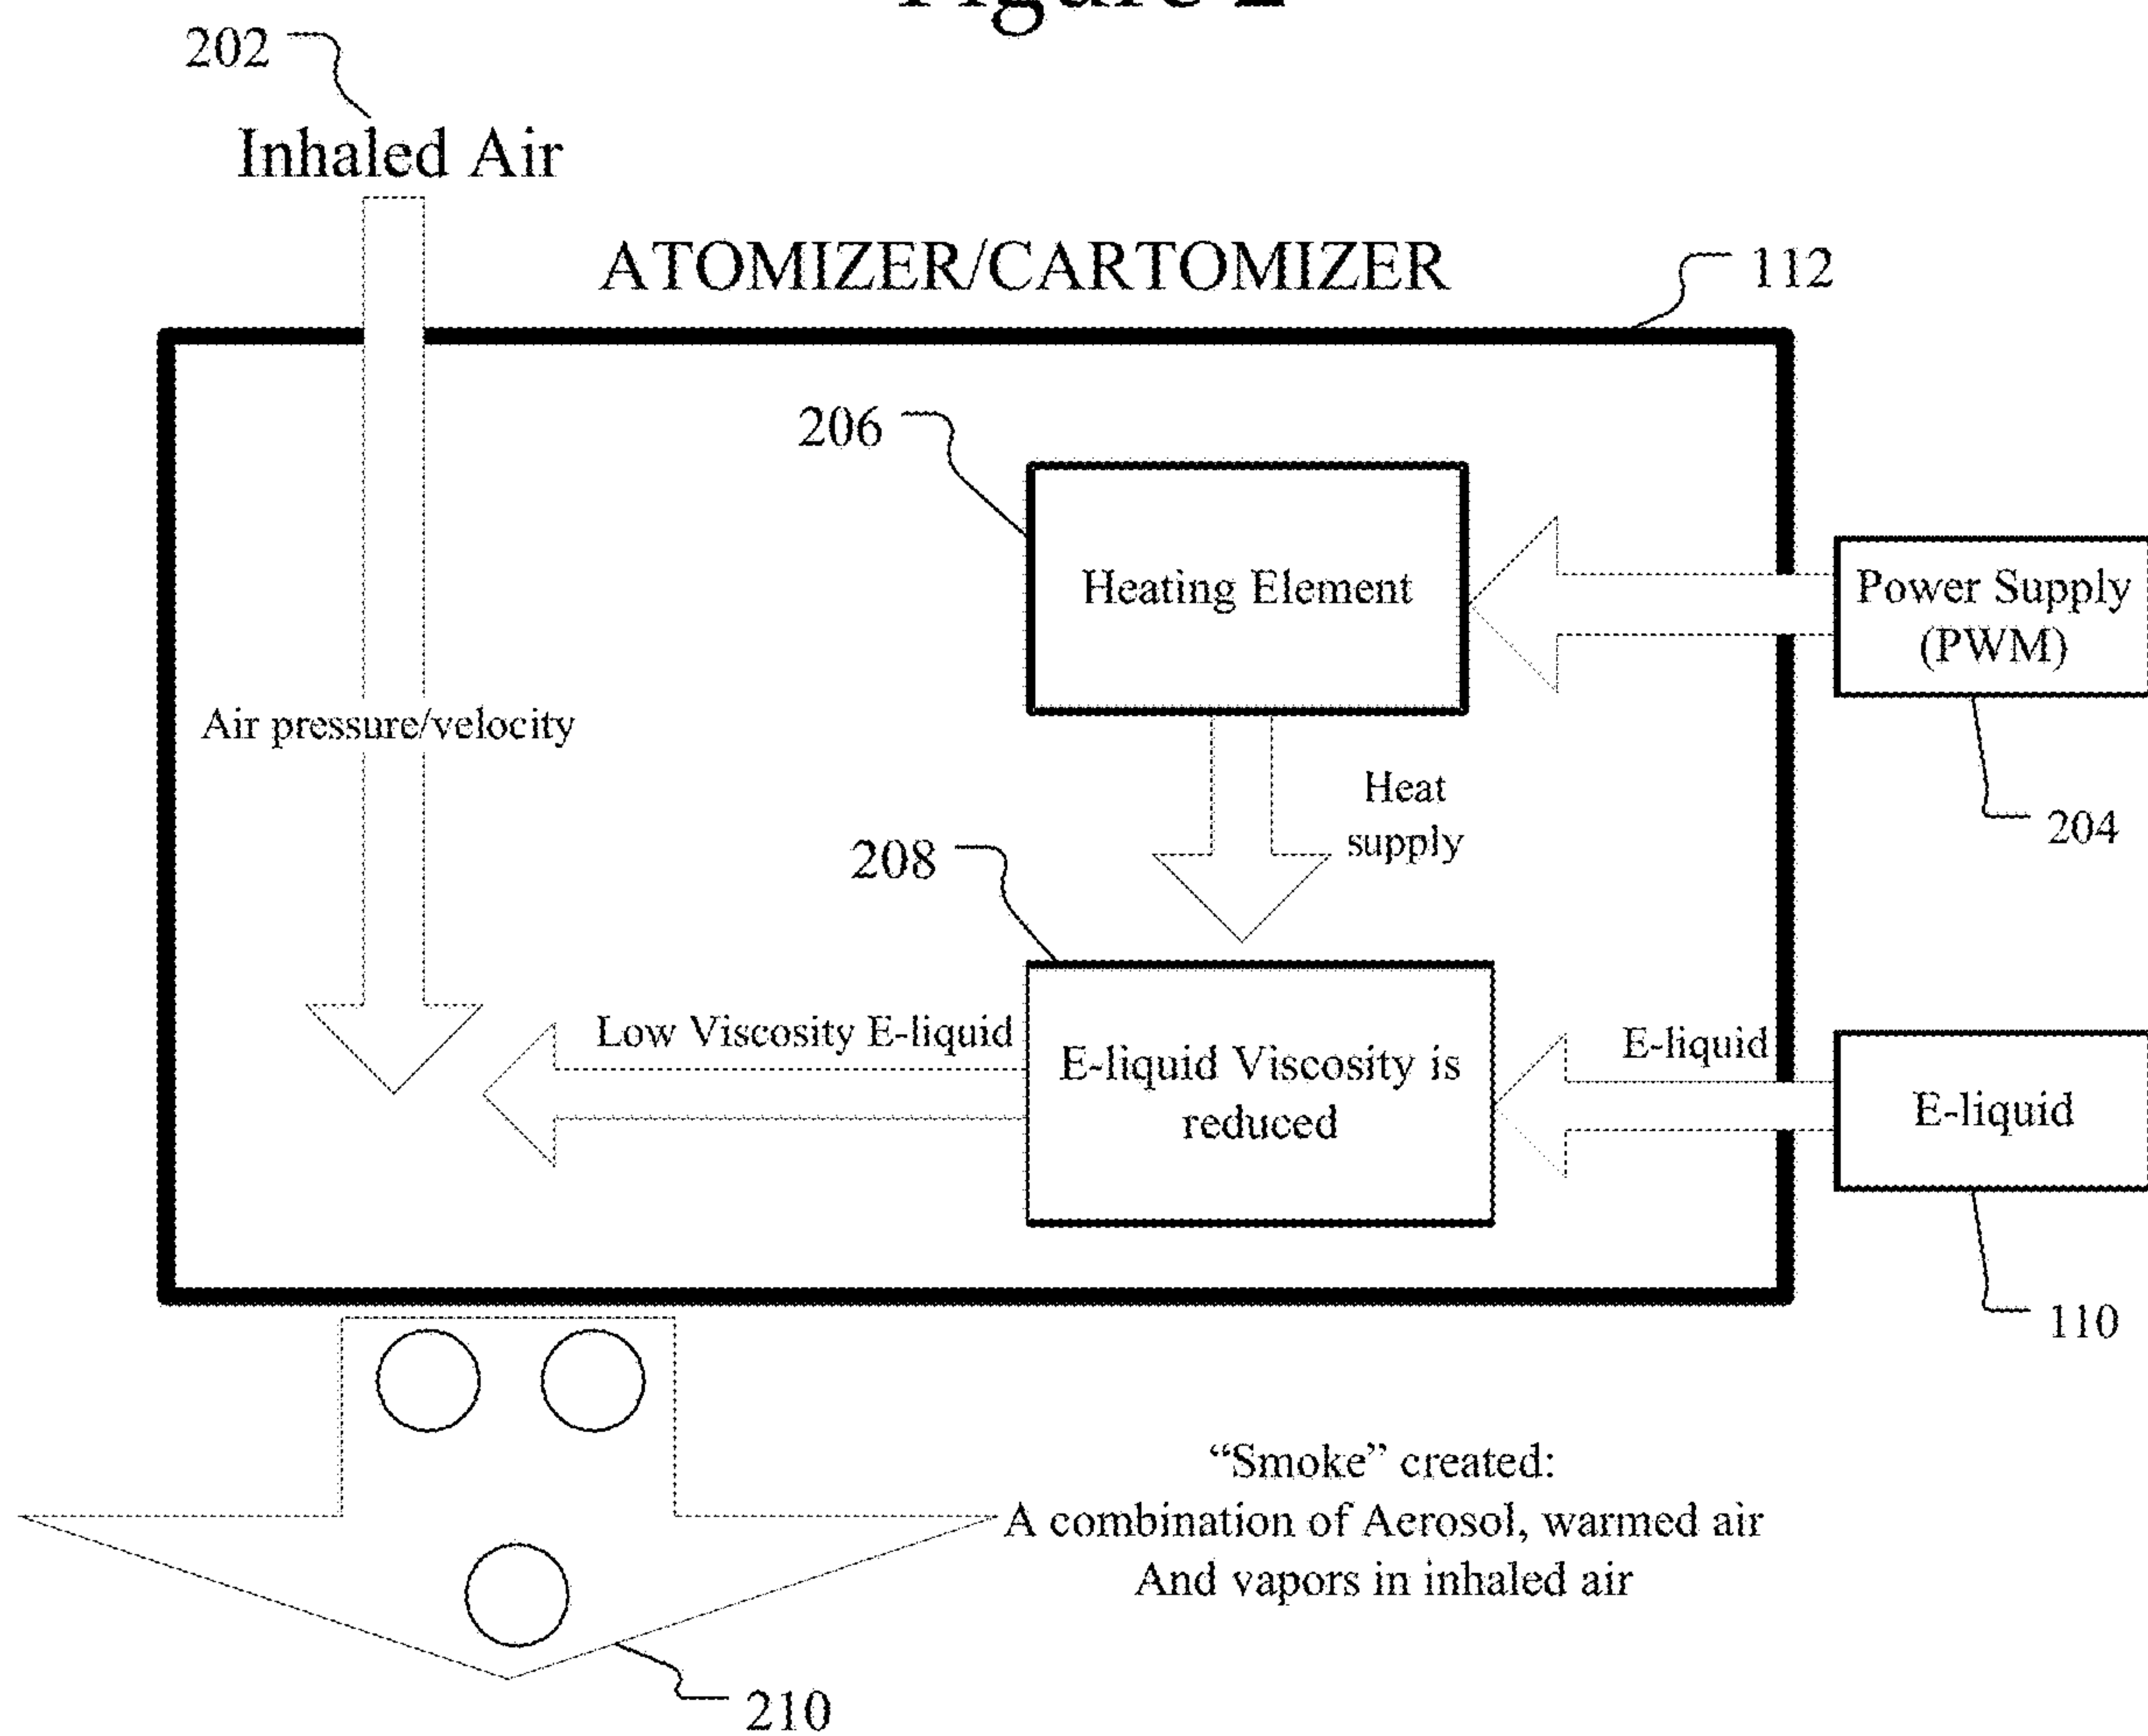 202
Inhaled Air
ATOMIZER/CARTOMIZER
112
206
Heating Element
Power Supply
(PWM)
Air pressure/velocity
Heat
supply
204
208
Low Viscosity E-liquid
E-liquid Viscosity is
reduced
E-liquid
E-liquid
110
“Smoke” created:
A combination of Aerosol, warmed air
And vapors in inhaled air
210